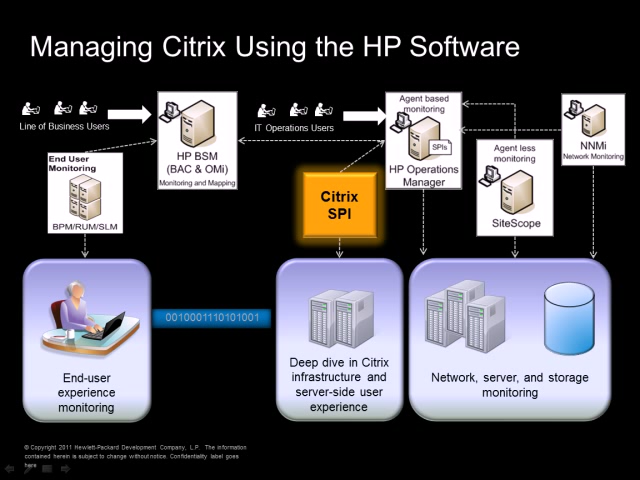 Managing Citrix Using the HP Software
Line of Business Users
HP BSM
(BAC & OMi)
Monitoring and Mapping
IT Operations Users
Agent based
monitoring
SPIs
HP Operations
Manager
NNMi
Network Monitoring
Agent less
monitoring
SiteScope
End User
Monitoring
BPM/RUM/SLM
Citrix
SPI
0010001110101001
End-user
experience
monitoring
Deep dive in Citrix
infrastructure and
server-side user
experience
Network, server, and storage
monitoring
© Copyright 2011 Hewlett-Packard Development Company, L.P. The information
contained herein is subject to change without notice. Confidentiality label goes
here